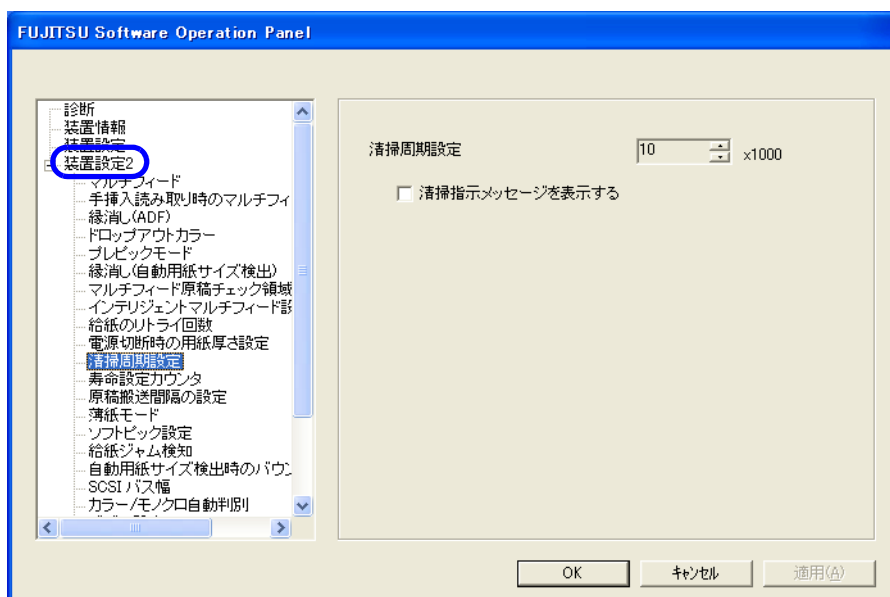 FUJITSU Software Operation Panel
診断
装置情報
装置設定
装置設定2
マルチフィード
手挿入読み取り時のマルチフィ
縁消し(ADF)
ドロップアウトカラー
プレピックモード
縁消し(自動用紙サイズ検出)
マルチフィード原稿チェック領域
インテリジェントマルチフィード設
給紙のリトライ回数
電源切断時の用紙厚さ設定
清掃周期設定
寿命設定カウンタ
原稿搬送間隔の設定
薄紙モード
ソフトピック設定
給紙ジャム検知
自動用紙サイズ検出時のバウン
SCSI バス幅
カラー/モノクロ自動判別
清掃周期設定
10
x1000
清掃指示メッセージを表示する
OK
キャンセル
適用(A)